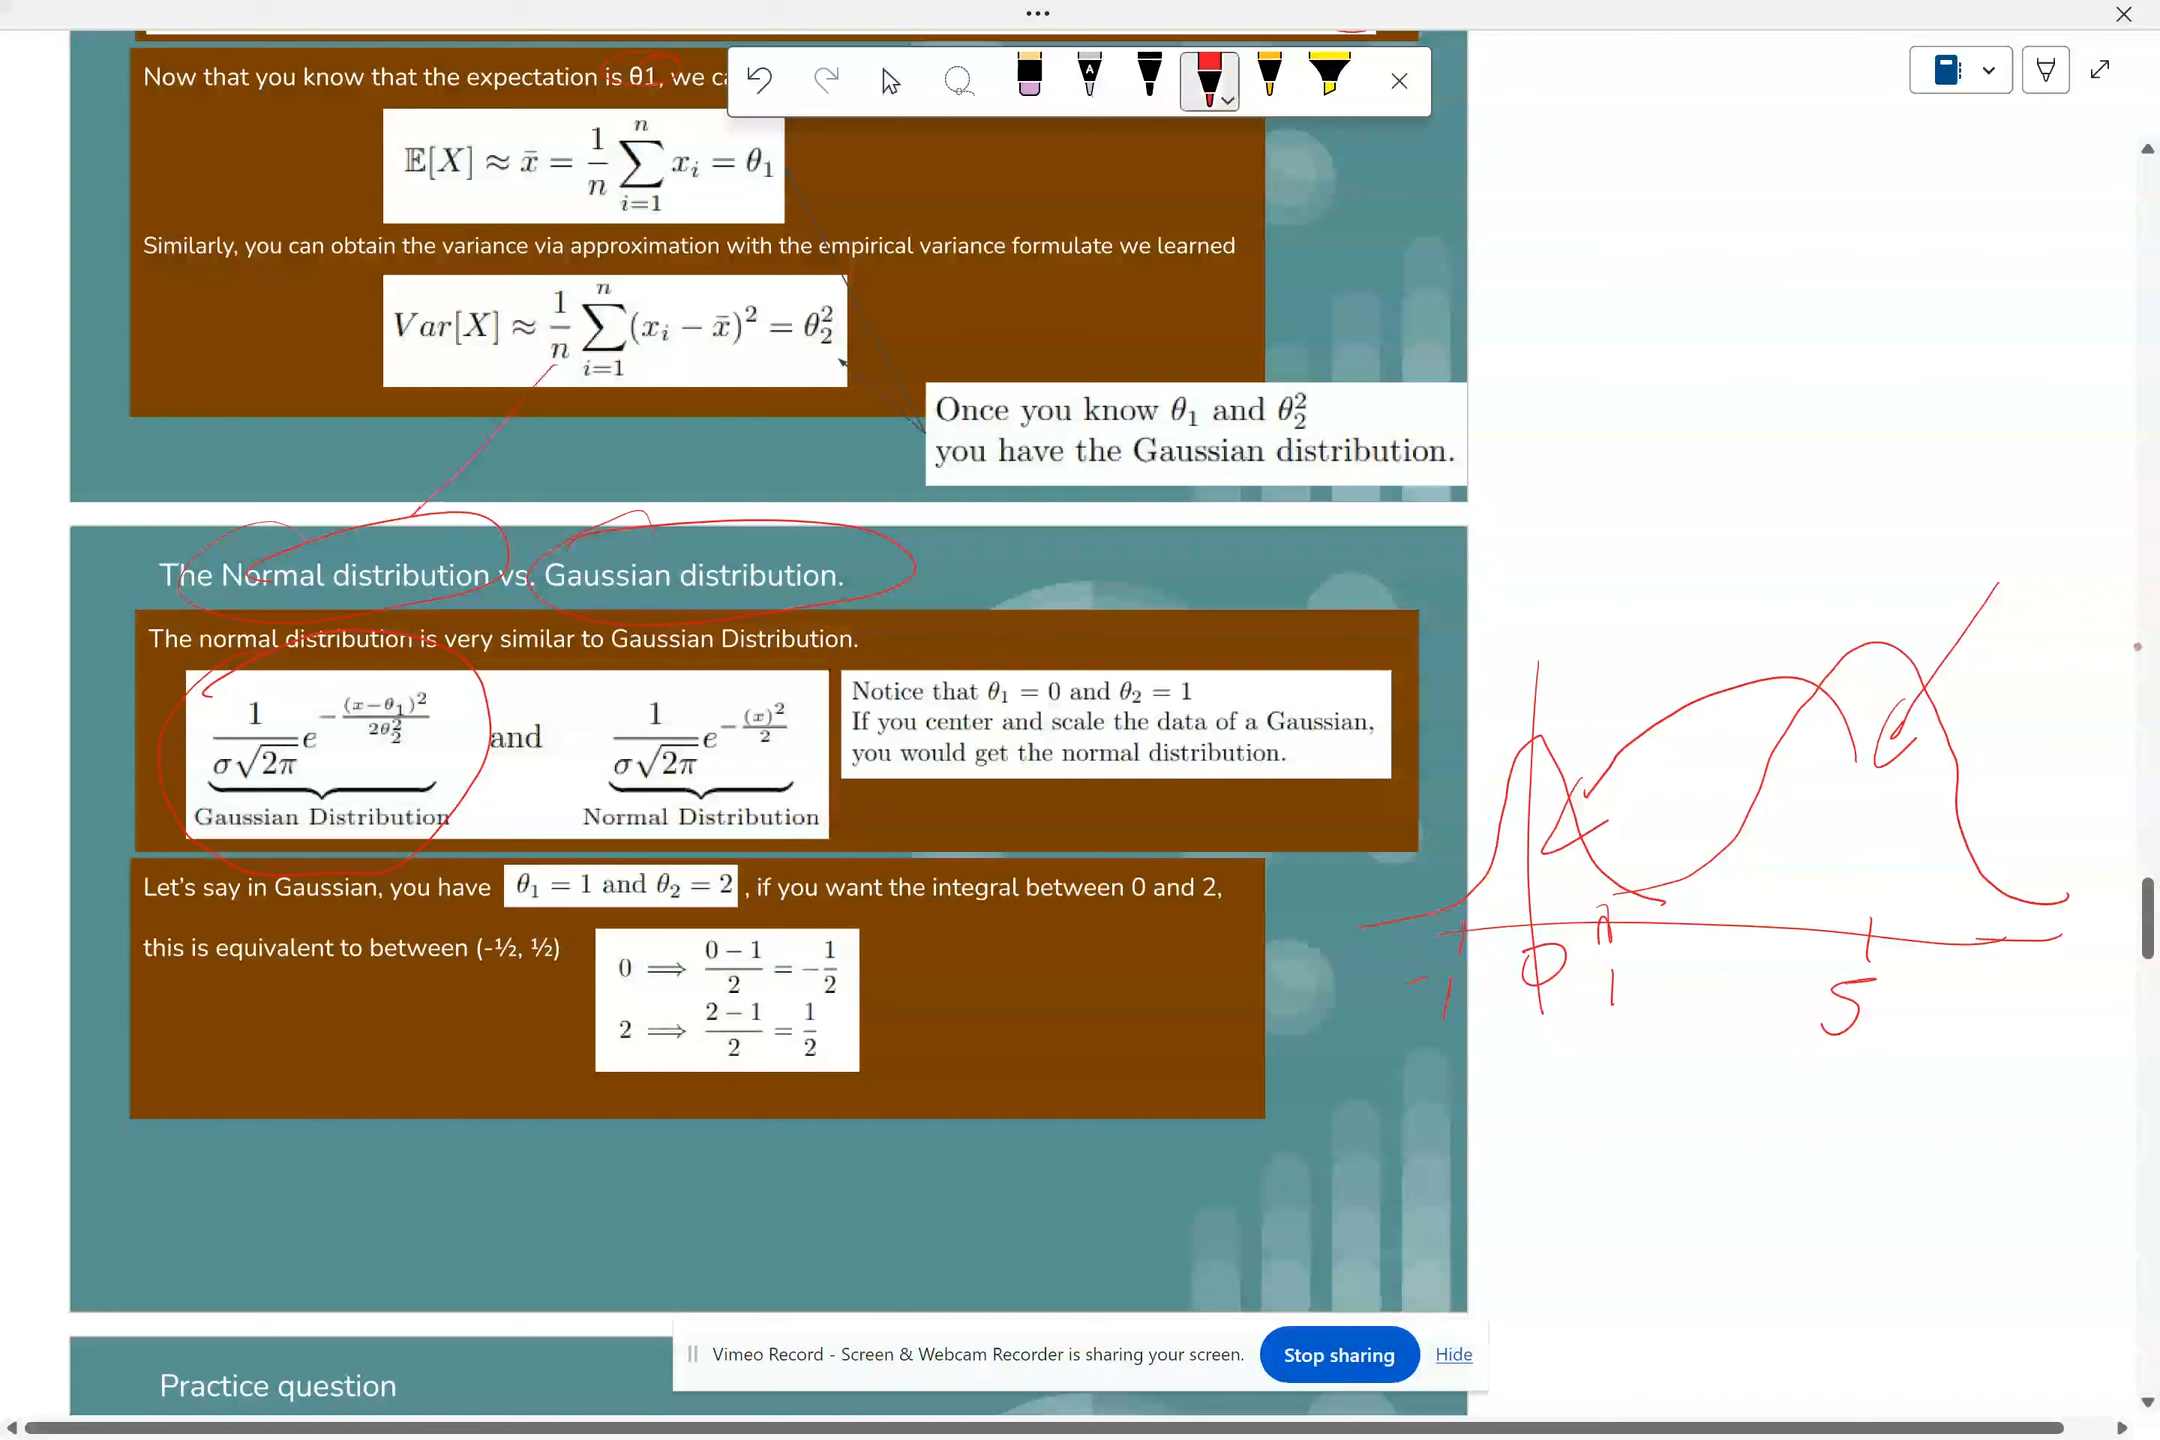 Now that you know that the expectation is θ1, we ca
𝔼[X] ≈ x̄ = 1/n ∑_{i=1}^{n} x_i = θ_1
Similarly, you can obtain the variance via approximation with the empirical variance formulate we learned
Var[X] ≈ 1/n ∑_{i=1}^{n} (x_i − x̄)^2 = θ_2^2
Once you know θ_1 and θ_2^2
you have the Gaussian distribution.
The Normal distribution vs. Gaussian distribution.
The normal distribution is very similar to Gaussian Distribution.
1/(σ√2π) e^{−(x−θ_1)^2/(2θ_2^2)} and 1/(σ√2π) e^{−(x)^2/2}
Gaussian Distribution Normal Distribution
Notice that θ_1 = 0 and θ_2 = 1
If you center and scale the data of a Gaussian,
you would get the normal distribution.
Let's say in Gaussian, you have θ_1 = 1 and θ_2 = 2 , if you want the integral between 0 and 2,
this is equivalent to between (-½, ½)
0 ⟹ (0 − 1)/2 = −1/2
2 ⟹ (2 − 1)/2 = 1/2
-1 0 1 5
Practice question
Vimeo Record - Screen & Webcam Recorder is sharing your screen. Stop sharing Hide